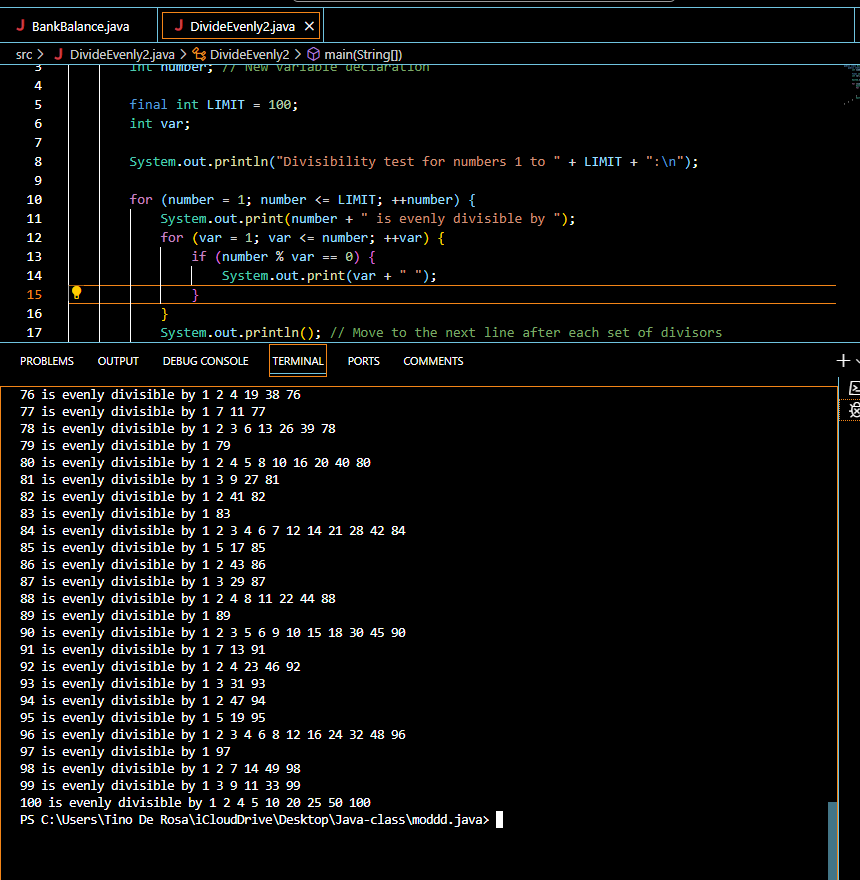 BankBalance.java
DivideEvenly2.java
src > DivideEvenly2.java > DivideEvenly2 > main(String[])
3 int number; // New variable declaration
4
5 final int LIMIT = 100;
6 int var;
7
8 System.out.println("Divisibility test for numbers 1 to " + LIMIT + ":\n");
9
10 for (number = 1; number <= LIMIT; ++number) {
11 System.out.print(number + " is evenly divisible by ");
12 for (var = 1; var <= number; ++var) {
13 if (number % var == 0) {
14 System.out.print(var + " ");
15 }
16 }
17 System.out.println(); // Move to the next line after each set of divisors
PROBLEMS OUTPUT DEBUG CONSOLE TERMINAL PORTS COMMENTS
76 is evenly divisible by 1 2 4 19 38 76
77 is evenly divisible by 1 7 11 77
78 is evenly divisible by 1 2 3 6 13 26 39 78
79 is evenly divisible by 1 79
80 is evenly divisible by 1 2 4 5 8 10 16 20 40 80
81 is evenly divisible by 1 3 9 27 81
82 is evenly divisible by 1 2 41 82
83 is evenly divisible by 1 83
84 is evenly divisible by 1 2 3 4 6 7 12 14 21 28 42 84
85 is evenly divisible by 1 5 17 85
86 is evenly divisible by 1 2 43 86
87 is evenly divisible by 1 3 29 87
88 is evenly divisible by 1 2 4 8 11 22 44 88
89 is evenly divisible by 1 89
90 is evenly divisible by 1 2 3 5 6 9 10 15 18 30 45 90
91 is evenly divisible by 1 7 13 91
92 is evenly divisible by 1 2 4 23 46 92
93 is evenly divisible by 1 3 31 93
94 is evenly divisible by 1 2 47 94
95 is evenly divisible by 1 5 19 95
96 is evenly divisible by 1 2 3 4 6 8 12 16 24 32 48 96
97 is evenly divisible by 1 97
98 is evenly divisible by 1 2 7 14 49 98
99 is evenly divisible by 1 3 9 11 33 99
100 is evenly divisible by 1 2 4 5 10 20 25 50 100
PS C:\Users\Tino De Rosa\iCloudDrive\Desktop\Java-class\moddd.java>